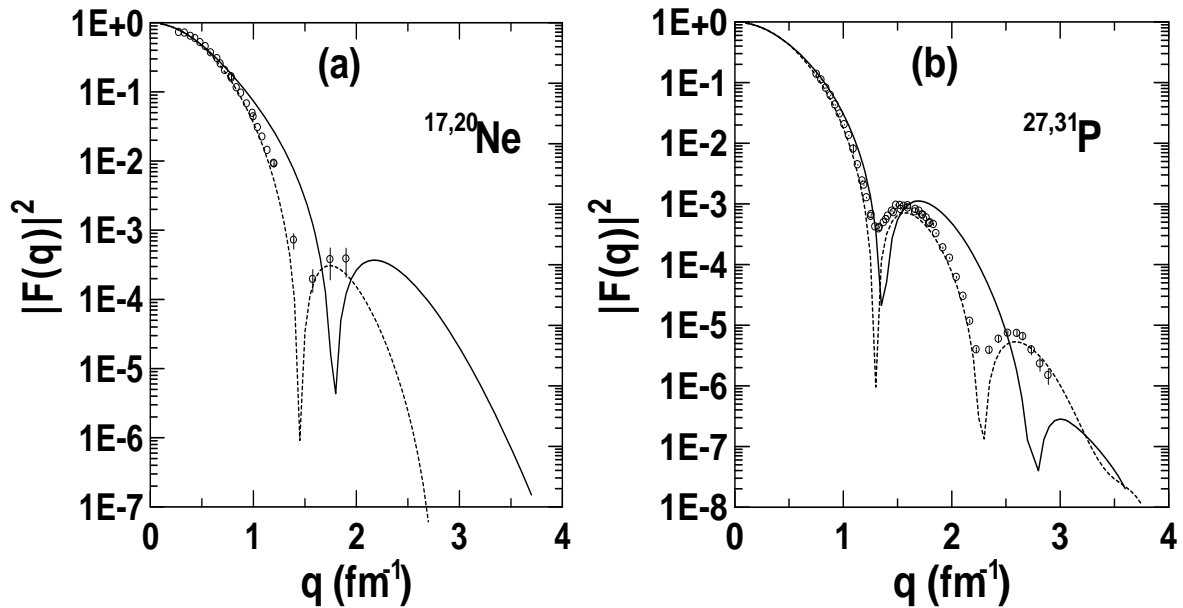 1E+0
1E-1
1E-2
1E-3
1E-4
1E-5
1E-6
1E-7
|F(q)|²
(a)
¹⁷,²⁰Ne
0 1 2 3 4
q (fm⁻¹)
1E+0
1E-1
1E-2
1E-3
1E-4
1E-5
1E-6
1E-7
1E-8
|F(q)|²
(b)
²⁷,³¹P
0 1 2 3 4
q (fm⁻¹)